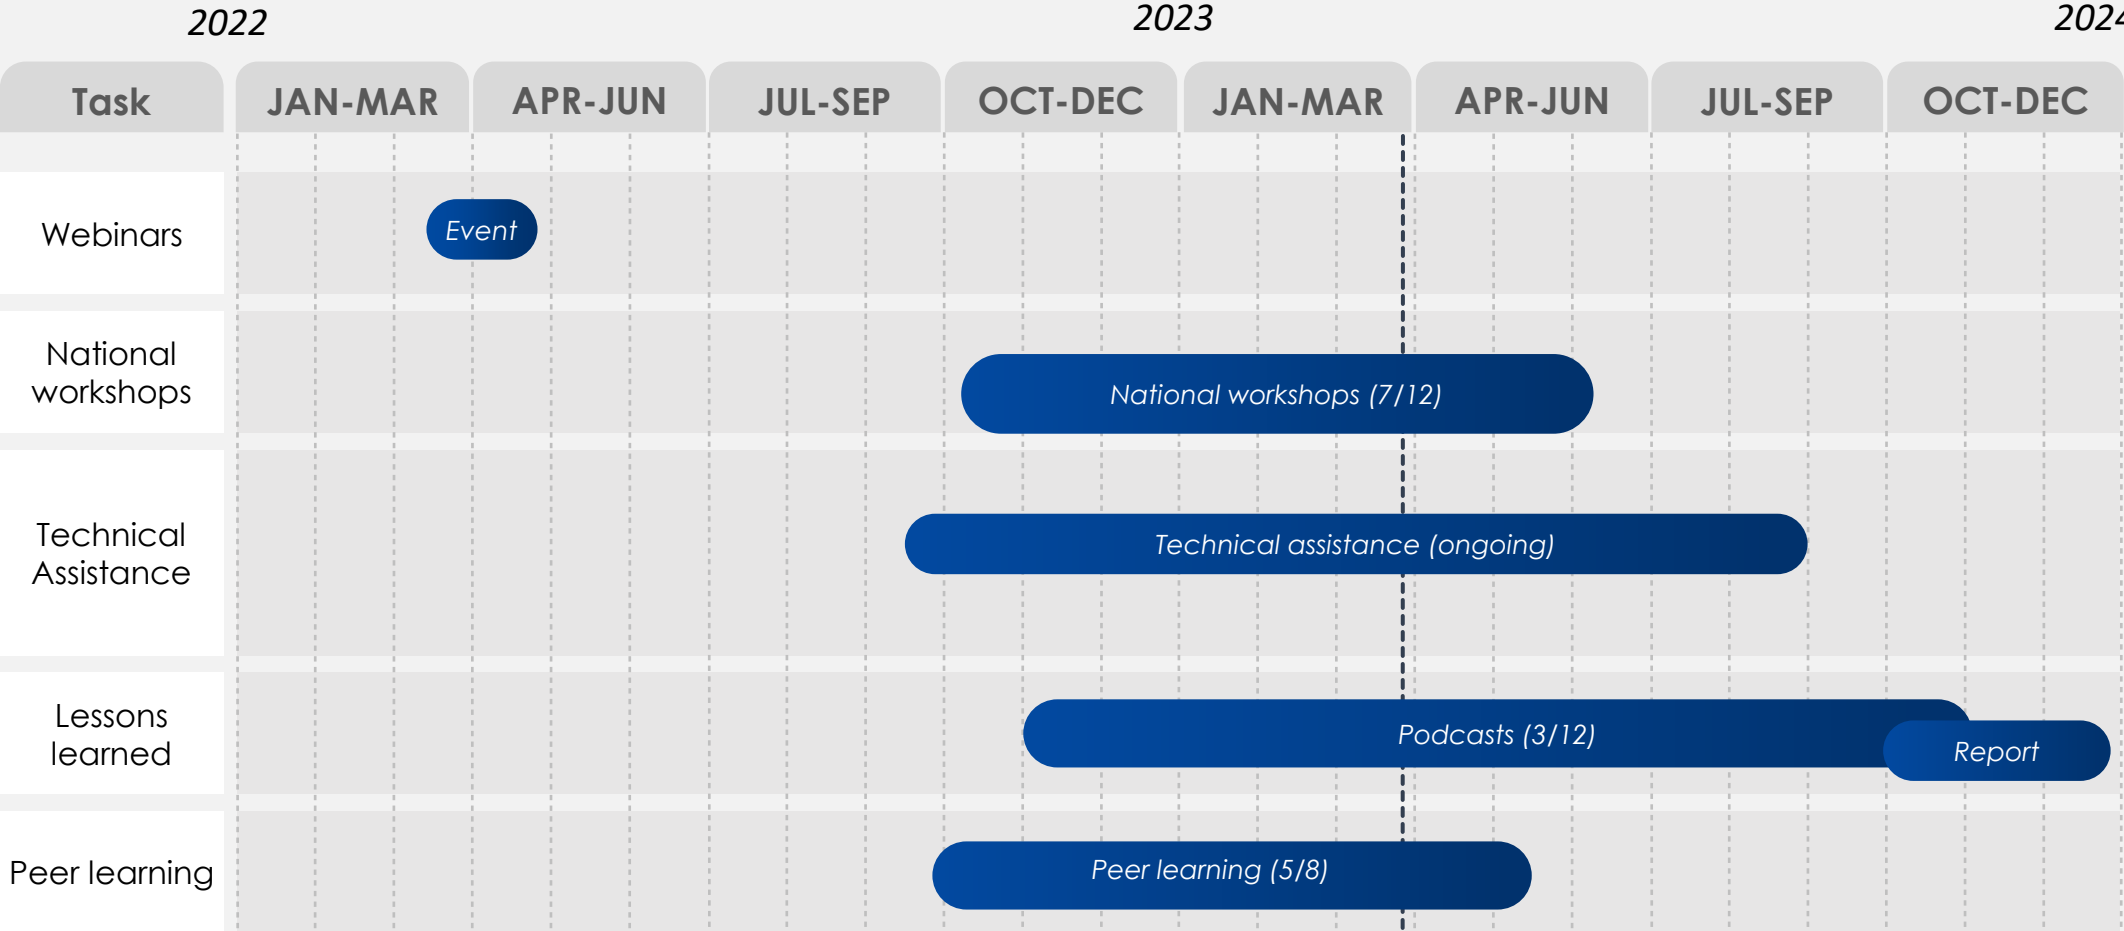 2022 2023 2024
Task JAN-MAR APR-JUN JUL-SEP OCT-DEC JAN-MAR APR-JUN JUL-SEP OCT-DEC
Webinars
Event
National
workshops
National workshops (7/12)
Technical
Assistance
Technical assistance (ongoing)
Lessons
learned
Podcasts (3/12)
Report
Peer learning
Peer learning (5/8)